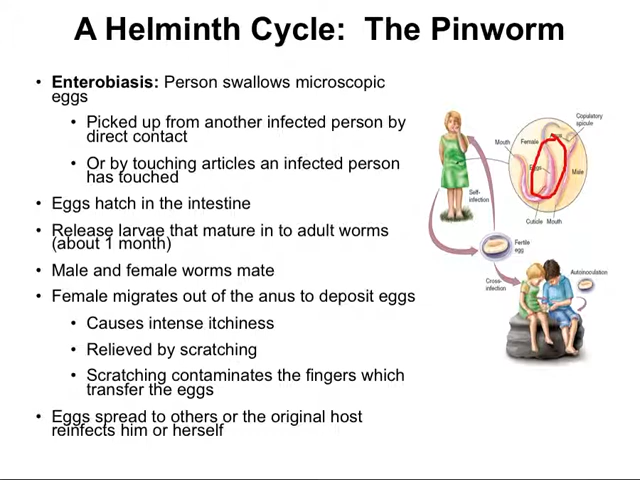 A Helminth Cycle:  The Pinworm
• Enterobiasis: Person swallows microscopic
eggs
• Picked up from another infected person by
direct contact
• Or by touching articles an infected person
has touched
• Eggs hatch in the intestine
• Release larvae that mature in to adult worms
(about 1 month)
• Male and female worms mate
• Female migrates out of the anus to deposit eggs
• Causes intense itchiness
• Relieved by scratching
• Scratching contaminates the fingers which
transfer the eggs
• Eggs spread to others or the original host
reinfects him or herself
Copulatory
spicule
Mouth
Female
Eggs
Male
Cuticle
Mouth
Self-
infection
Fertile
egg
Cross-
infection
Autoinoculation